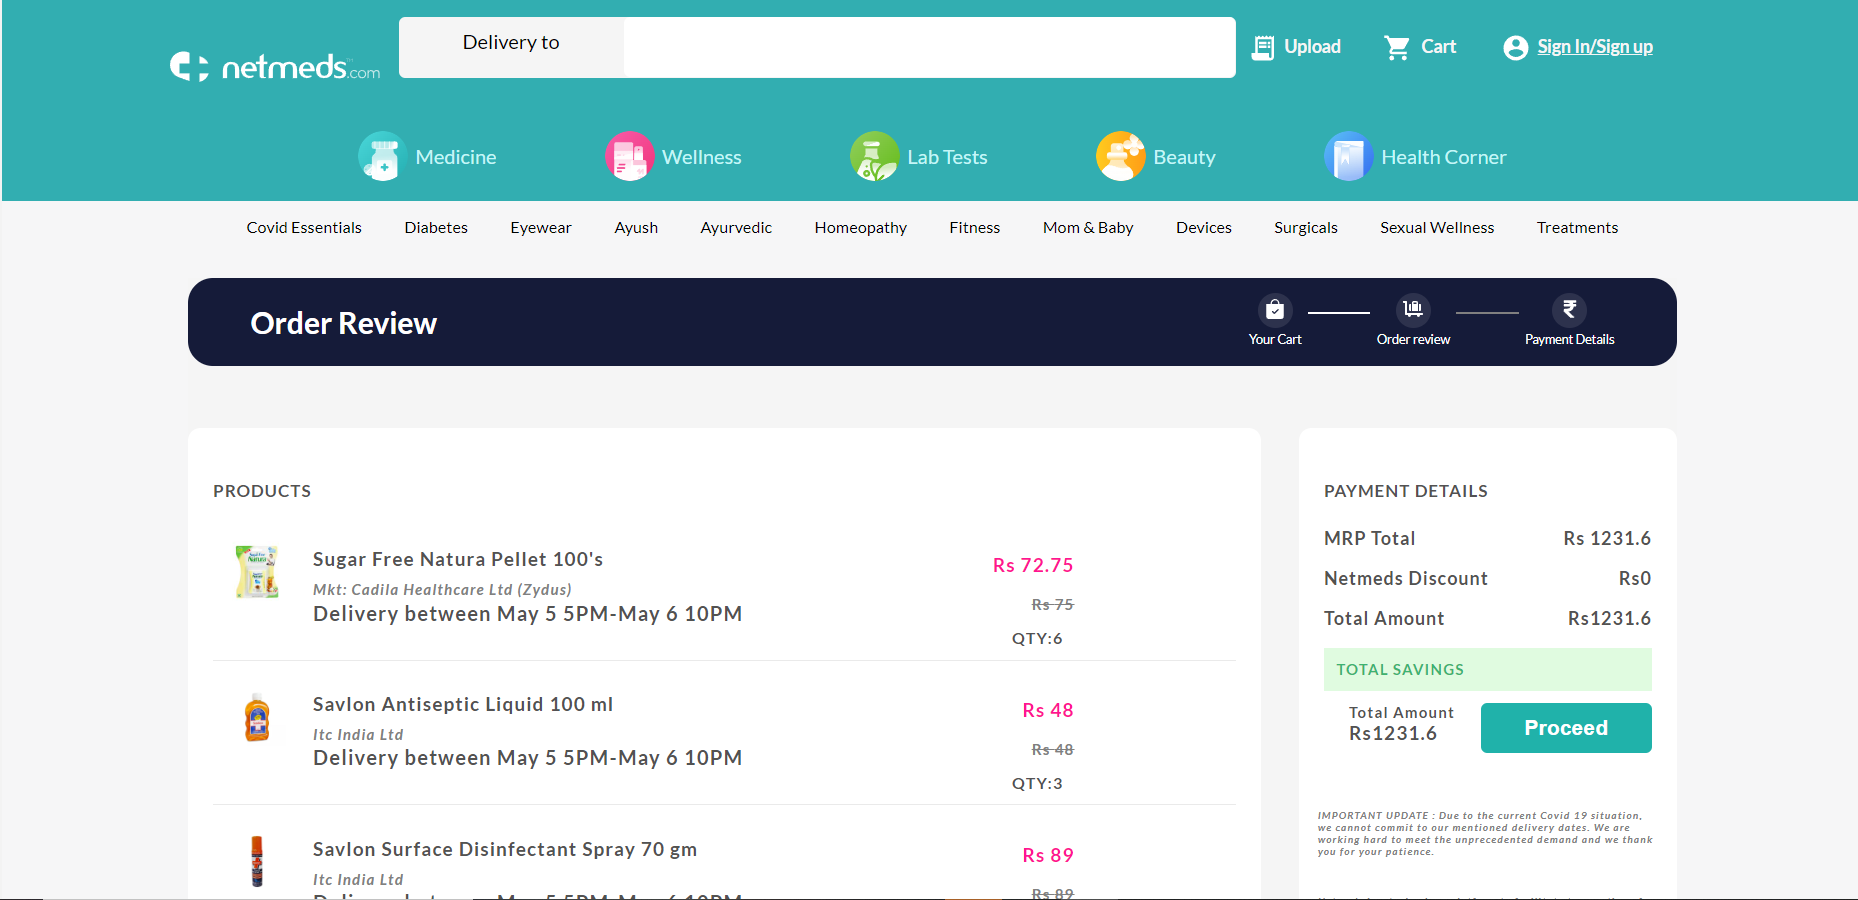 netmeds.com
Delivery to
Upload
Cart
Sign In/Sign up
Medicine
Wellness
Lab Tests
Beauty
Health Corner
Covid Essentials
Diabetes
Eyewear
Ayush
Ayurvedic
Homeopathy
Fitness
Mom & Baby
Devices
Surgicals
Sexual Wellness
Treatments
Order Review
Your Cart
Order review
Payment Details
PRODUCTS
Sugar Free Natura Pellet 100's
Mkt: Cadila Healthcare Ltd (Zydus)
Delivery between May 5 5PM-May 6 10PM
Rs 72.75
Rs 75
QTY:6
Savlon Antiseptic Liquid 100 ml
Itc India Ltd
Delivery between May 5 5PM-May 6 10PM
Rs 48
Rs 48
QTY:3
Savlon Surface Disinfectant Spray 70 gm
Itc India Ltd
Delivery between May 5 5PM-May 6 10PM
Rs 89
Rs 89
PAYMENT DETAILS
MRP Total Rs 1231.6
Netmeds Discount Rs0
Total Amount Rs1231.6
TOTAL SAVINGS
Total Amount
Rs1231.6
Proceed
IMPORTANT UPDATE : Due to the current Covid 19 situation,
we cannot commit to our mentioned delivery dates. We are
working hard to meet the unprecedented demand and we thank
you for your patience.